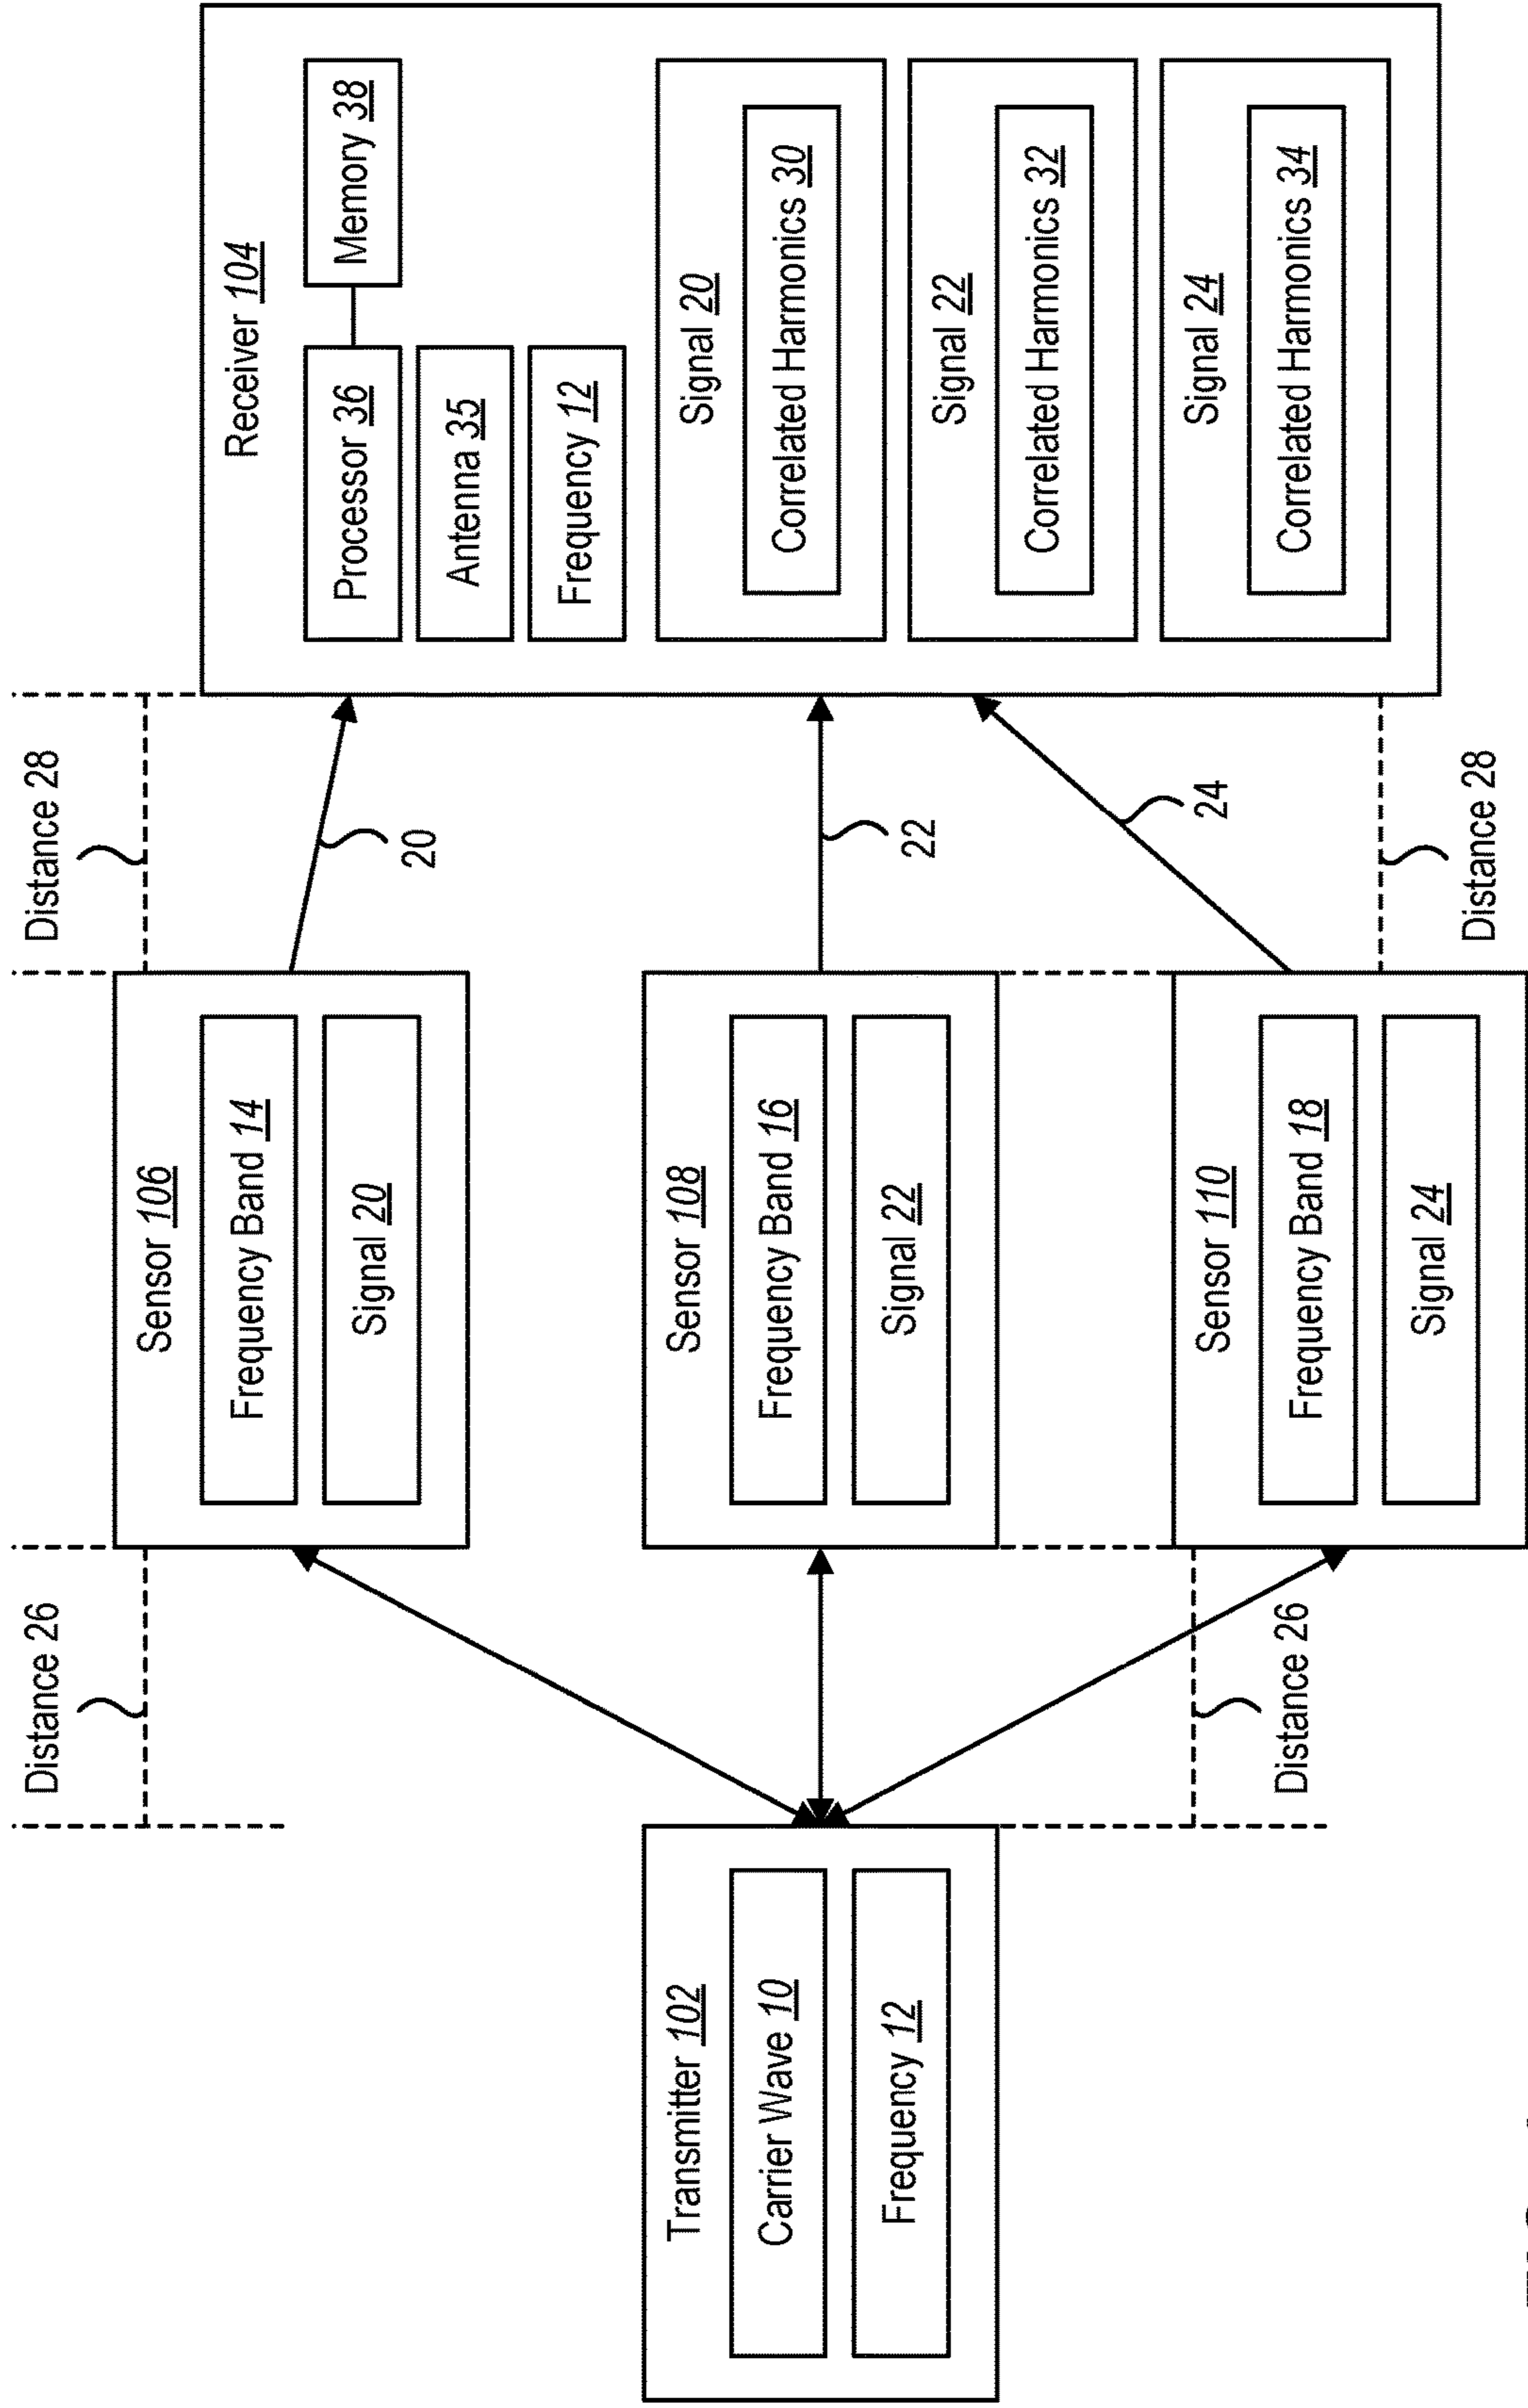 Distance 26
Distance 28
Transmitter 102
Carrier Wave 10
Frequency 12
Sensor 106
Frequency Band 14
Signal 20
Sensor 108
Frequency Band 16
Signal 22
Sensor 110
Frequency Band 18
Signal 24
Distance 26
Distance 28
20
22
24
Receiver 104
Processor 36
Memory 38
Antenna 35
Frequency 12
Signal 20
Correlated Harmonics 30
Signal 22
Correlated Harmonics 32
Signal 24
Correlated Harmonics 34